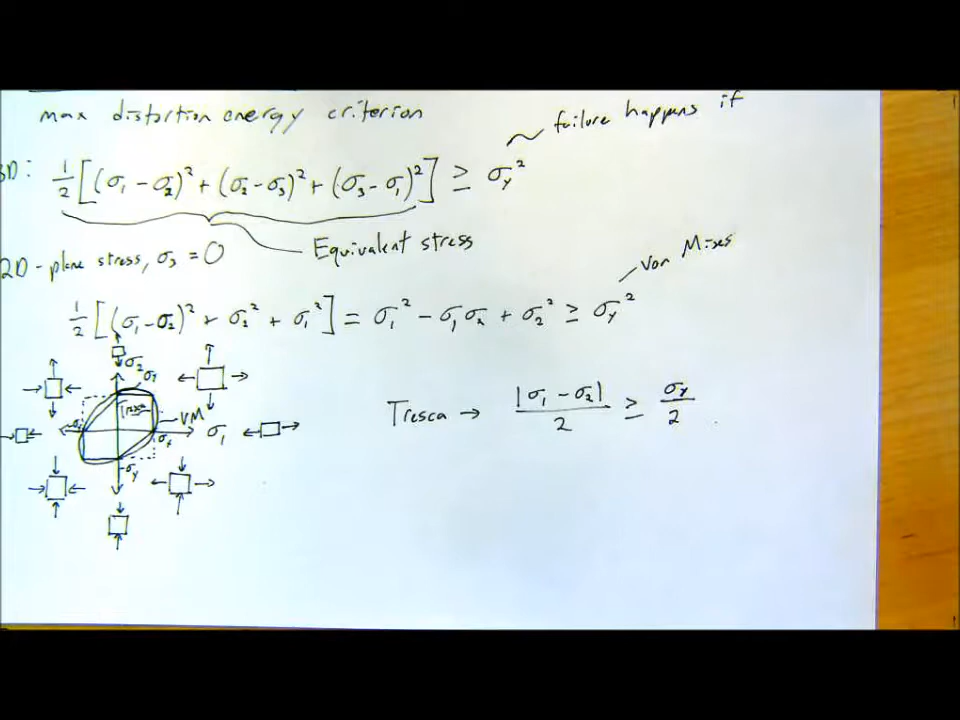 max distortion energy criterion
failure happens if
3D: 1/2 [(σ₁ - σ₂)² + (σ₂ - σ₃)² + (σ₃ - σ₁)²] ≥ σy²
Equivalent stress
2D - plane stress, σ₃ = 0
Von Mises
1/2 [(σ₁ - σ₂)² + σ₂² + σ₁²] = σ₁² - σ₁σ₂ + σ₂² ≥ σy²
σ₂
σy
Tresca
VM
σy
σ₁
σy
Tresca → |σ₁ - σ₂|/2 ≥ σy/2